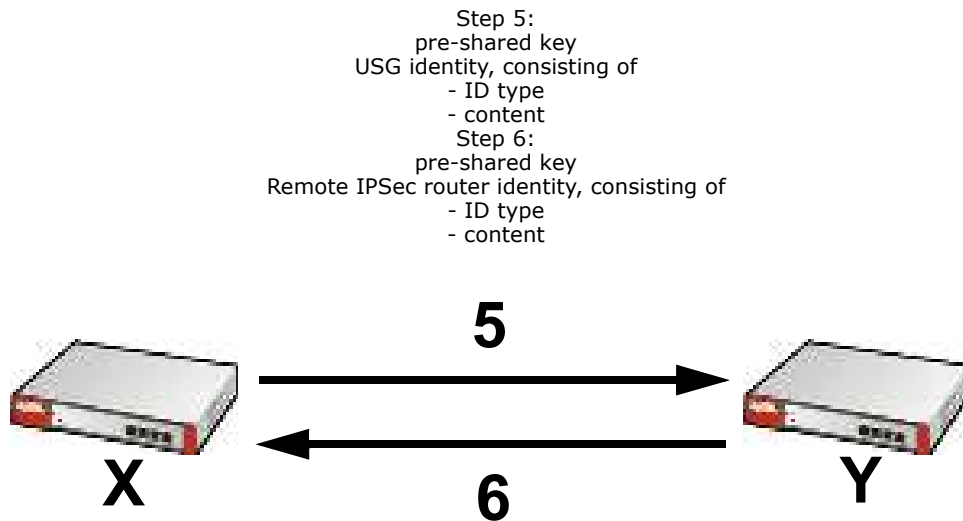 Step 5:
pre-shared key
USG identity, consisting of
- ID type
- content
Step 6:
pre-shared key
Remote IPSec router identity, consisting of
- ID type
- content
5
X
Y
6